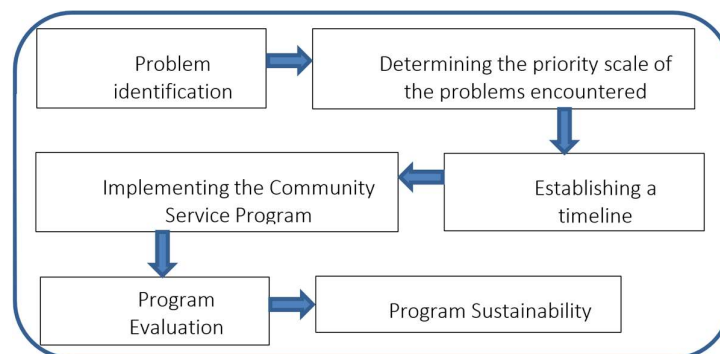 Problem
identification
Determining the priority scale of
the problems encountered
Establishing a
timeline
Implementing the Community
Service Program
Program
Evaluation
Program Sustainability